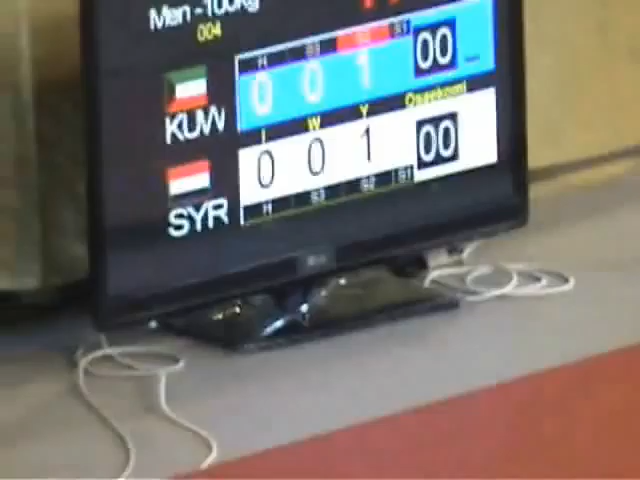 Men -100kg
004
H S3 S2 S1
KUW 0 0 1 00
I W Y Osaekomi
SYR 0 0 1 00
H S3 S2 S1